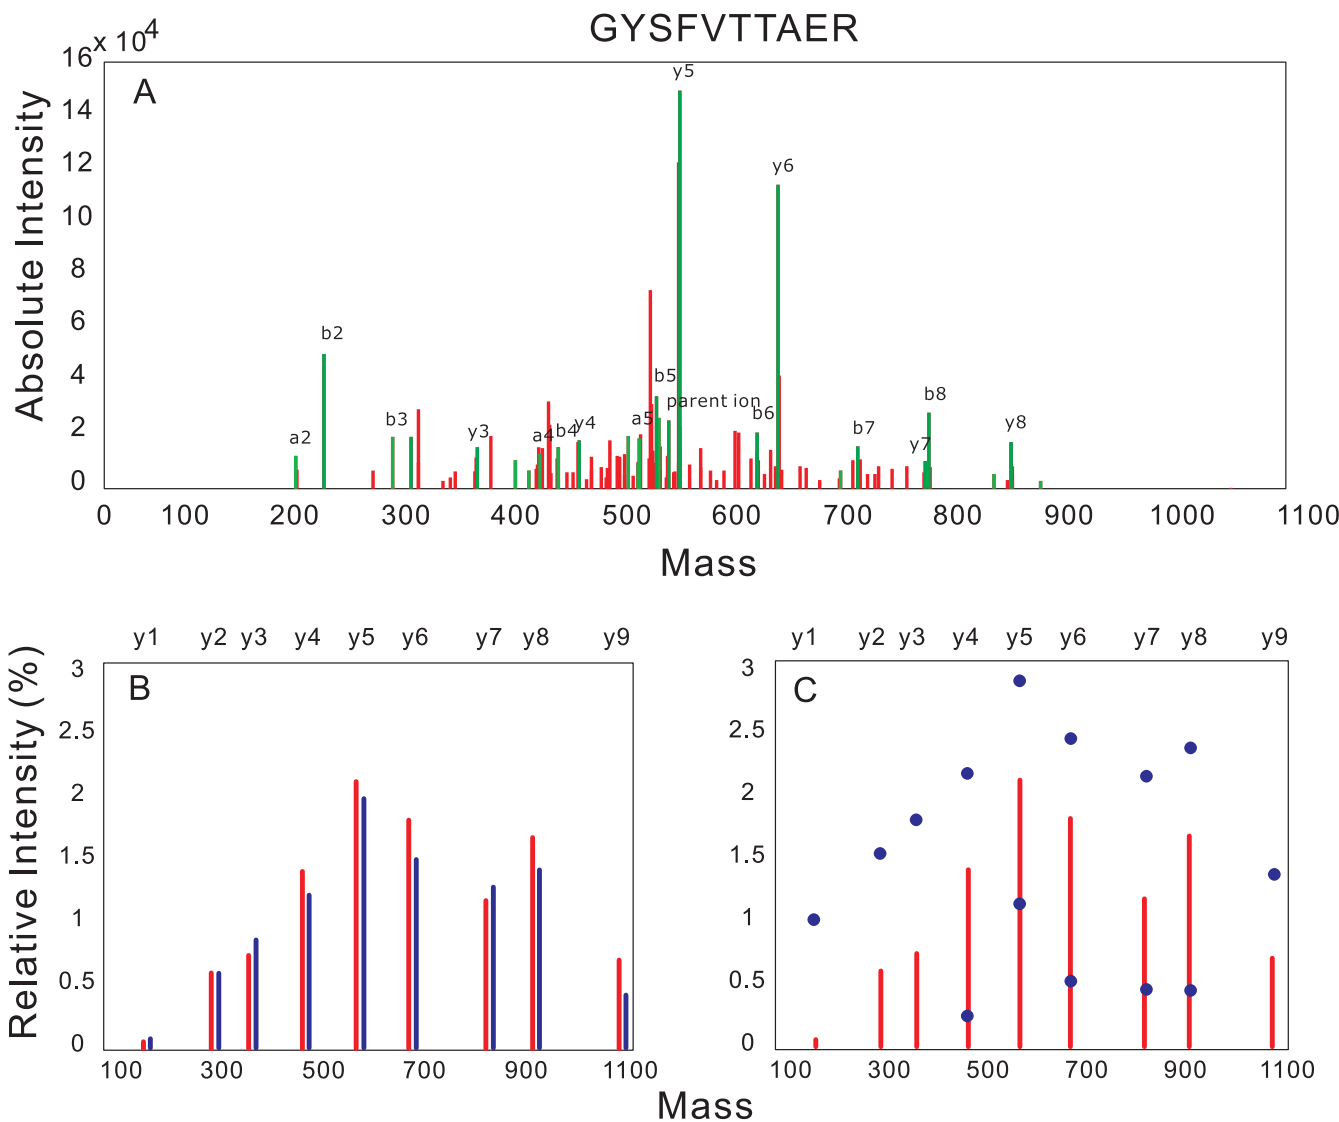 GYSFVTTAER
16 x 10^4
A
14
12
10
8
6
4
2
0
Absolute Intensity
y5
y6
b2
b5
parent ion
b8
a2
b3
y3
a4
b4
y4
a5
b6
b7
y7
y8
0 100 200 300 400 500 600 700 800 900 1000 1100
Mass
y1 y2 y3 y4 y5 y6 y7 y8 y9
B
3
2.5
2
1.5
1
0.5
0
Relative Intensity (%)
100 300 500 700 900 1100
y1 y2 y3 y4 y5 y6 y7 y8 y9
C
3
2.5
2
1.5
1
0.5
0
100 300 500 700 900 1100
Mass